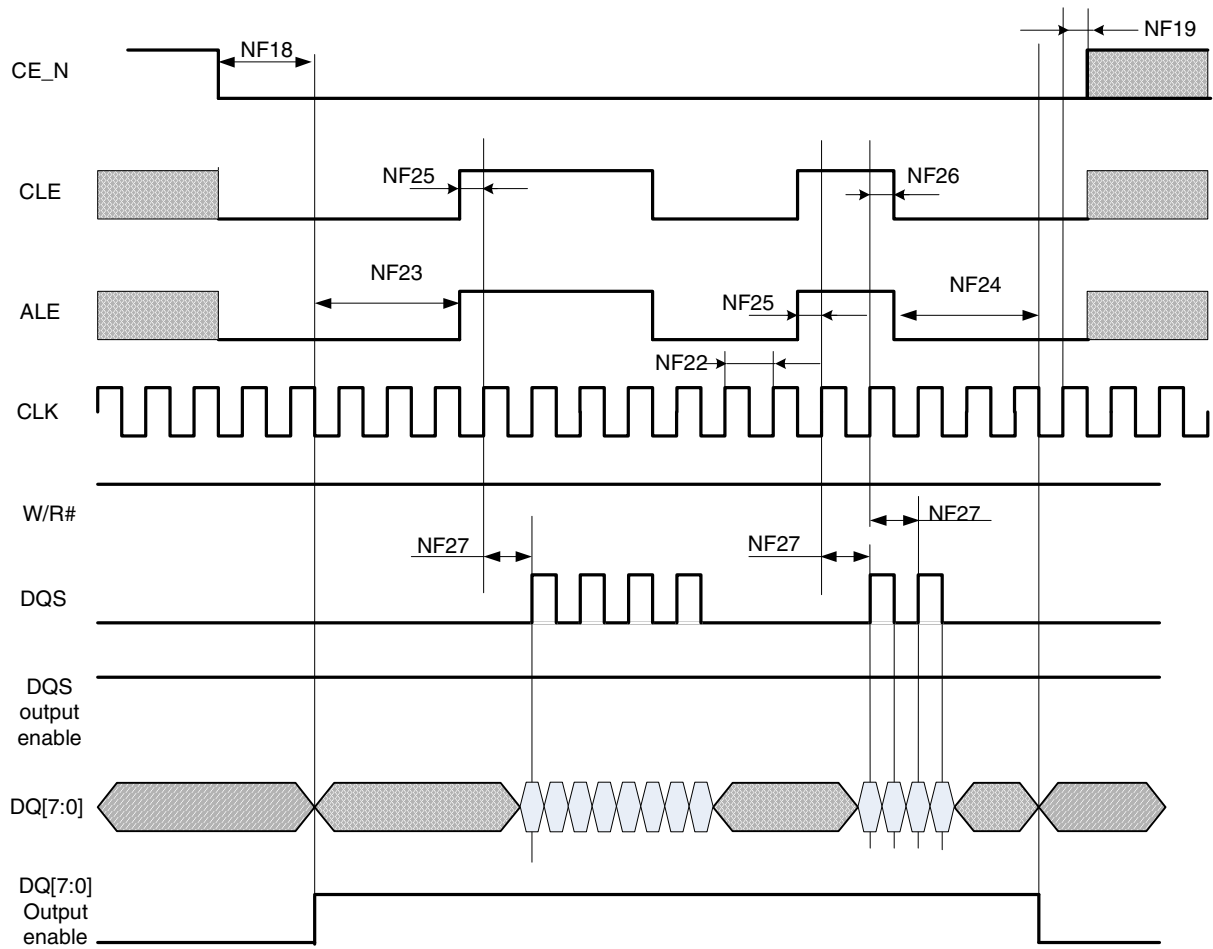 NF19
NF18
CE_N
NF25
NF26
CLE
NF23
NF24
NF25
ALE
NF22
CLK
W/R#
NF27
NF27
NF27
DQS
DQS
output
enable
DQ[7:0]
DQ[7:0]
Output
enable